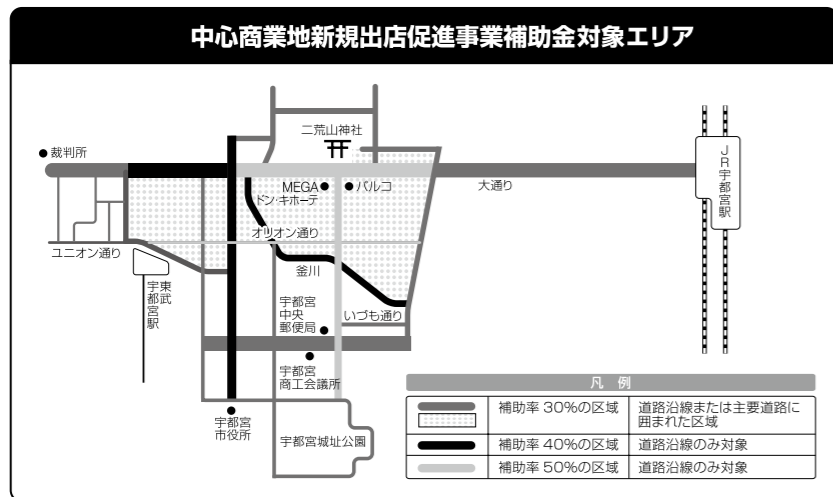 中心商業地新規出店促進事業補助金対象エリア
二荒山神社
裁判所
JR宇都宮駅
MEGA
ドン・キホーテ
パルコ
大通り
オリオン通り
ユニオン通り
釜川
東武
宇都宮駅
宇都宮
中央
郵便局
いづも通り
宇都宮
商工会議所
宇都宮
市役所
宇都宮城址公園
凡 例
補助率 30%の区域 道路沿線または主要道路に
囲まれた区域
補助率 40%の区域 道路沿線のみ対象
補助率 50%の区域 道路沿線のみ対象